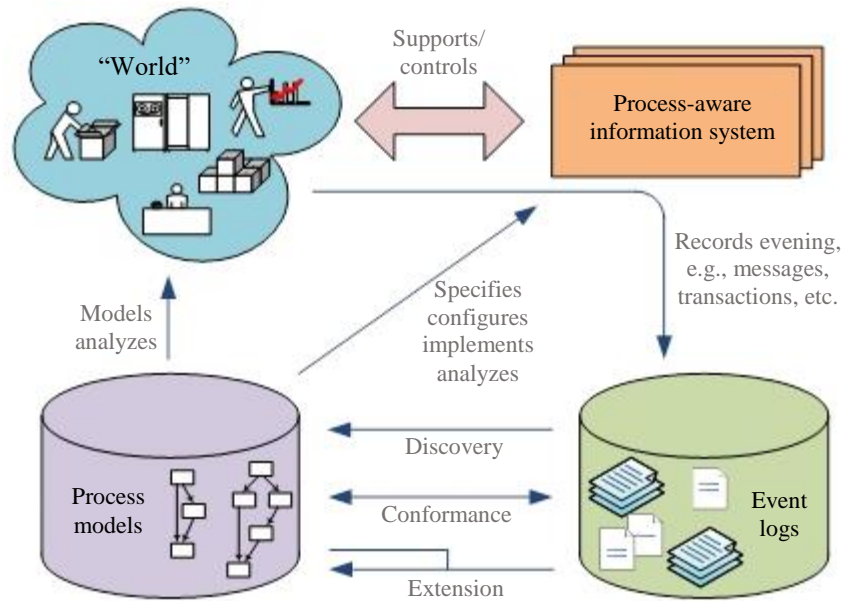 “World”
Supports/
controls
Process-aware
information system
Records evening,
e.g., messages,
transactions, etc.
Models
analyzes
Specifies
configures
implements
analyzes
Process
models
Discovery
Conformance
Extension
Event
logs